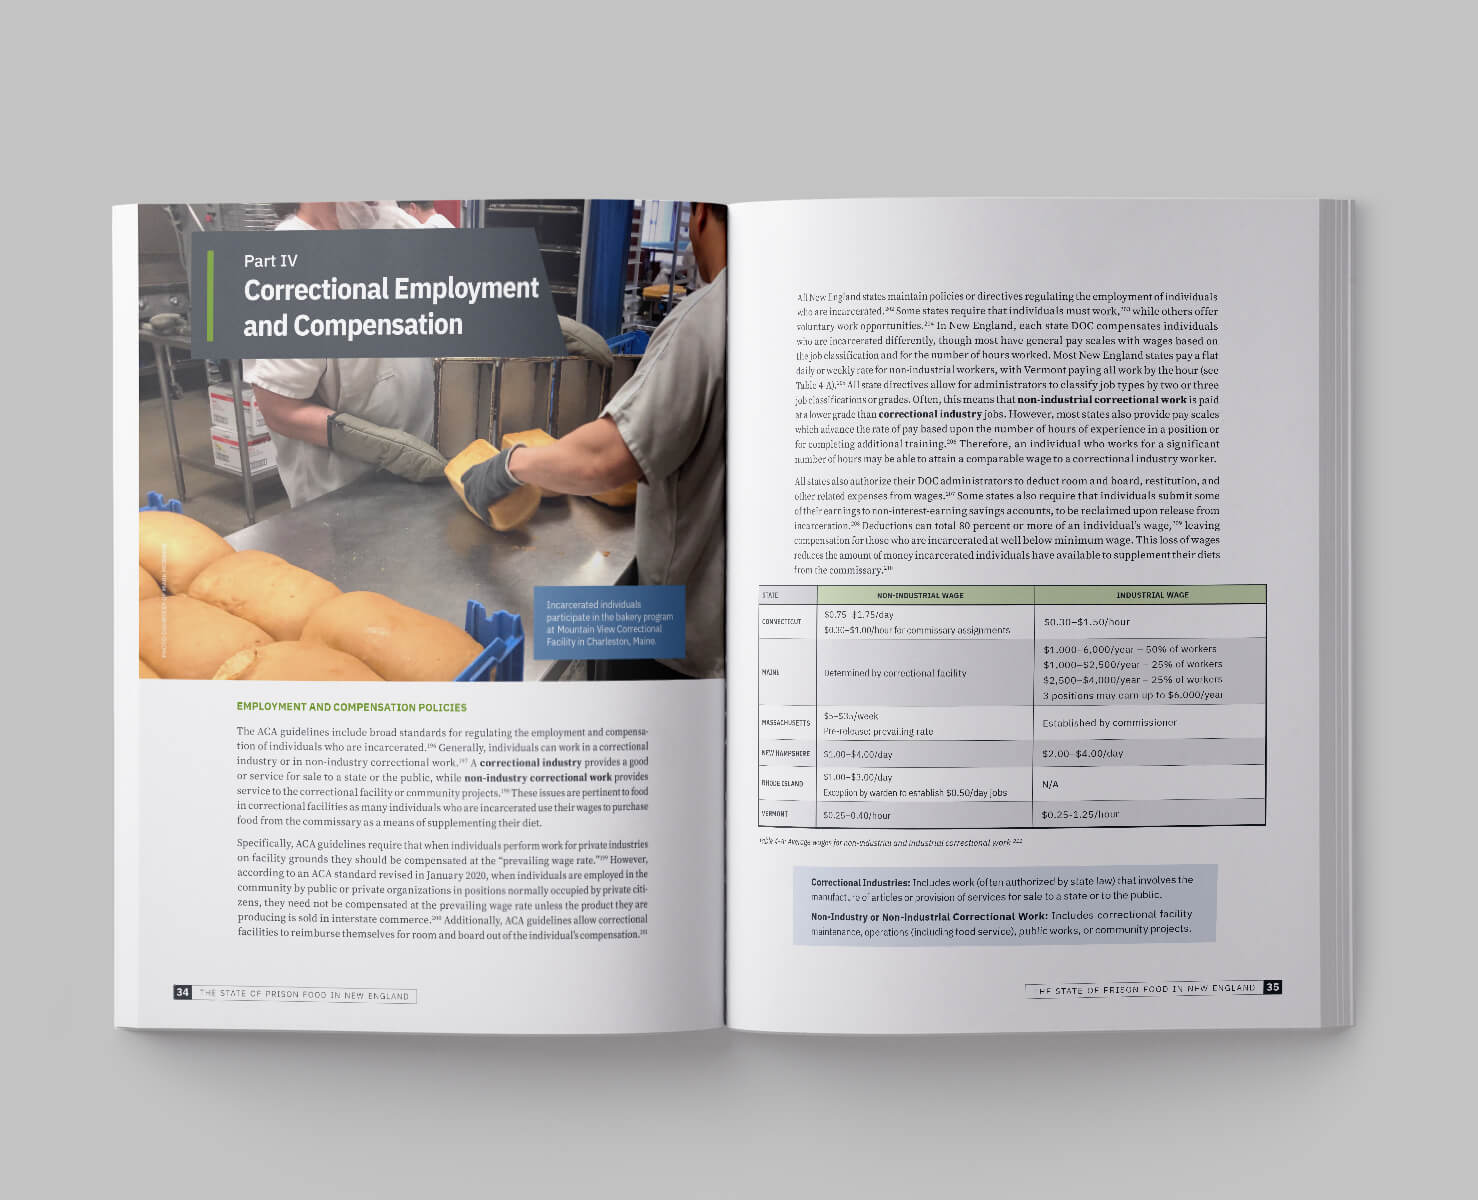 Part IV
Correctional Employment
and Compensation
Incarcerated individuals
participate in the bakery program
at Mountain View Correctional
Facility in Charleston, Maine.
EMPLOYMENT AND COMPENSATION POLICIES
The ACA guidelines include broad standards for regulating the employment and compensa-
tion of individuals who are incarcerated.¹⁹⁶ Generally, individuals can work in a correctional
industry or in non-industry correctional work.¹⁹⁷ A correctional industry provides a good
or service for sale to a state or the public, while non-industry correctional work provides
service to the correctional facility or community projects.¹⁹⁸ These issues are pertinent to food
in correctional facilities as many individuals who are incarcerated use their wages to purchase
food from the commissary as a means of supplementing their diet.
Specifically, ACA guidelines require that when individuals perform work for private industries
on facility grounds they should be compensated at the “prevailing wage rate.”¹⁹⁹ However,
according to an ACA standard revised in January 2020, when individuals are employed in the
community by public or private organizations in positions normally occupied by private citi-
zens, they need not be compensated at the prevailing wage rate unless the product they are
producing is sold in interstate commerce.²⁰⁰ Additionally, ACA guidelines allow correctional
facilities to reimburse themselves for room and board out of the individual’s compensation.²⁰¹
34 THE STATE OF PRISON FOOD IN NEW ENGLAND
All New England states maintain policies or directives regulating the employment of individuals
who are incarcerated.²⁰² Some states require that individuals must work,²⁰³ while others offer
voluntary work opportunities.²⁰⁴ In New England, each state DOC compensates individuals
who are incarcerated differently, though most have general pay scales with wages based on
the job classification and for the number of hours worked. Most New England states pay a flat
daily or weekly rate for non-industrial workers, with Vermont paying all work by the hour (see
Table 4-A).²⁰⁵ All state directives allow for administrators to classify job types by two or three
job classifications or grades. Often, this means that non-industrial correctional work is paid
at a lower grade than correctional industry jobs. However, most states also provide pay scales
which advance the rate of pay based upon the number of hours of experience in a position or
for completing additional training.²⁰⁶ Therefore, an individual who works for a significant
number of hours may be able to attain a comparable wage to a correctional industry worker.
All states also authorize their DOC administrators to deduct room and board, restitution, and
other related expenses from wages.²⁰⁷ Some states also require that individuals submit some
of their earnings to non-interest-earning savings accounts, to be reclaimed upon release from
incarceration.²⁰⁸ Deductions can total 80 percent or more of an individual’s wage,²⁰⁹ leaving
compensation for those who are incarcerated at well below minimum wage. This loss of wages
reduces the amount of money incarcerated individuals have available to supplement their diets
from the commissary.²¹⁰
STATE NON-INDUSTRIAL WAGE INDUSTRIAL WAGE
CONNECTICUT
$0.75–$1.75/day
$0.30–$1.00/hour for commissary assignments
$0.30–$1.50/hour
MAINE
Determined by correctional facility
$1,000–6,000/year – 50% of workers
$1,000–$2,500/year – 25% of workers
$2,500–$4,000/year – 25% of workers
3 positions may earn up to $6,000/year
MASSACHUSETTS
$5–$35/week
Pre-release: prevailing rate
Established by commissioner
NEW HAMPSHIRE $1.00–$4.00/day $2.00–$4.00/day
RHODE ISLAND
$1.00–$3.00/day
Exception by warden to establish $0.50/day jobs
N/A
VERMONT $0.25–0.40/hour $0.25-1.25/hour
Table 4-A: Average wages for non-industrial and industrial correctional work ²¹¹
Correctional Industries: Includes work (often authorized by state law) that involves the
manufacture of articles or provision of services for sale to a state or to the public.
Non-Industry or Non-Industrial Correctional Work: Includes correctional facility
maintenance, operations (including food service), public works, or community projects.
THE STATE OF PRISON FOOD IN NEW ENGLAND 35